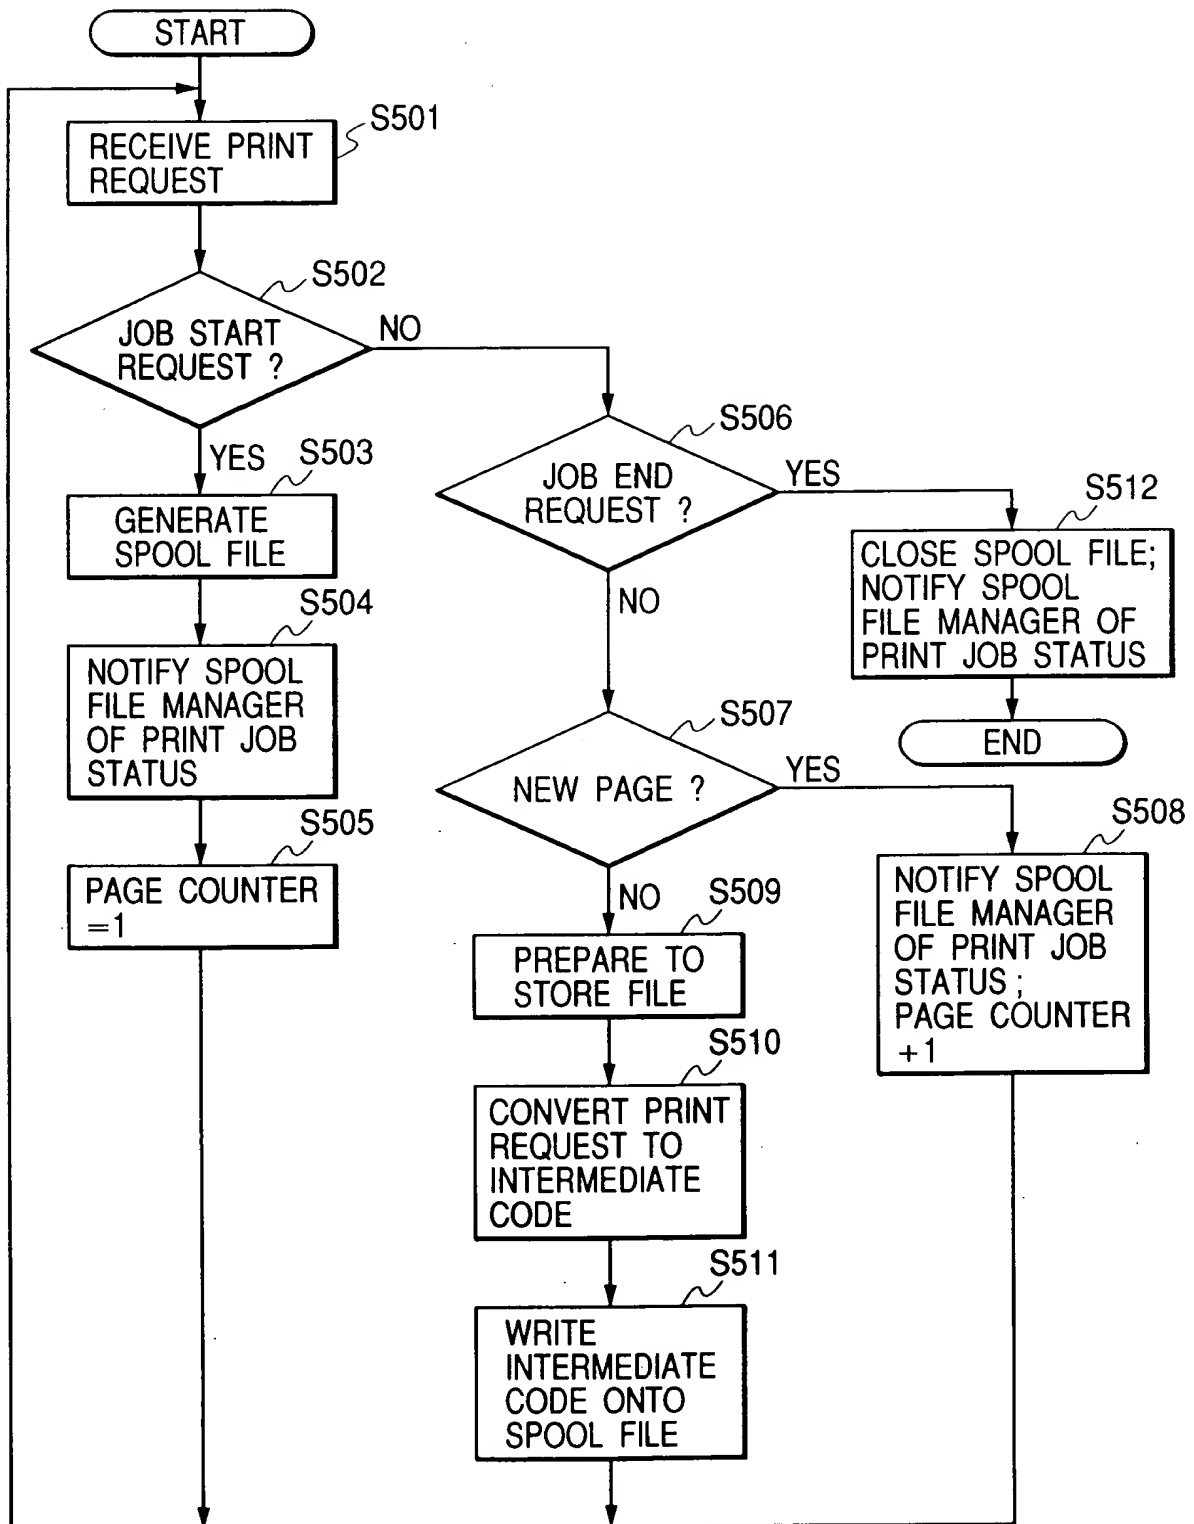 START
S501
RECEIVE PRINT
REQUEST
S502
JOB START
REQUEST ?
NO
YES
S503
GENERATE
SPOOL FILE
S504
NOTIFY SPOOL
FILE MANAGER
OF PRINT JOB
STATUS
S505
PAGE COUNTER
=1
S506
JOB END
REQUEST ?
YES
NO
S512
CLOSE SPOOL FILE;
NOTIFY SPOOL
FILE MANAGER OF
PRINT JOB STATUS
END
S507
NEW PAGE ?
YES
NO
S508
NOTIFY SPOOL
FILE MANAGER
OF PRINT JOB
STATUS ;
PAGE COUNTER
+1
S509
PREPARE TO
STORE FILE
S510
CONVERT PRINT
REQUEST TO
INTERMEDIATE
CODE
S511
WRITE
INTERMEDIATE
CODE ONTO
SPOOL FILE